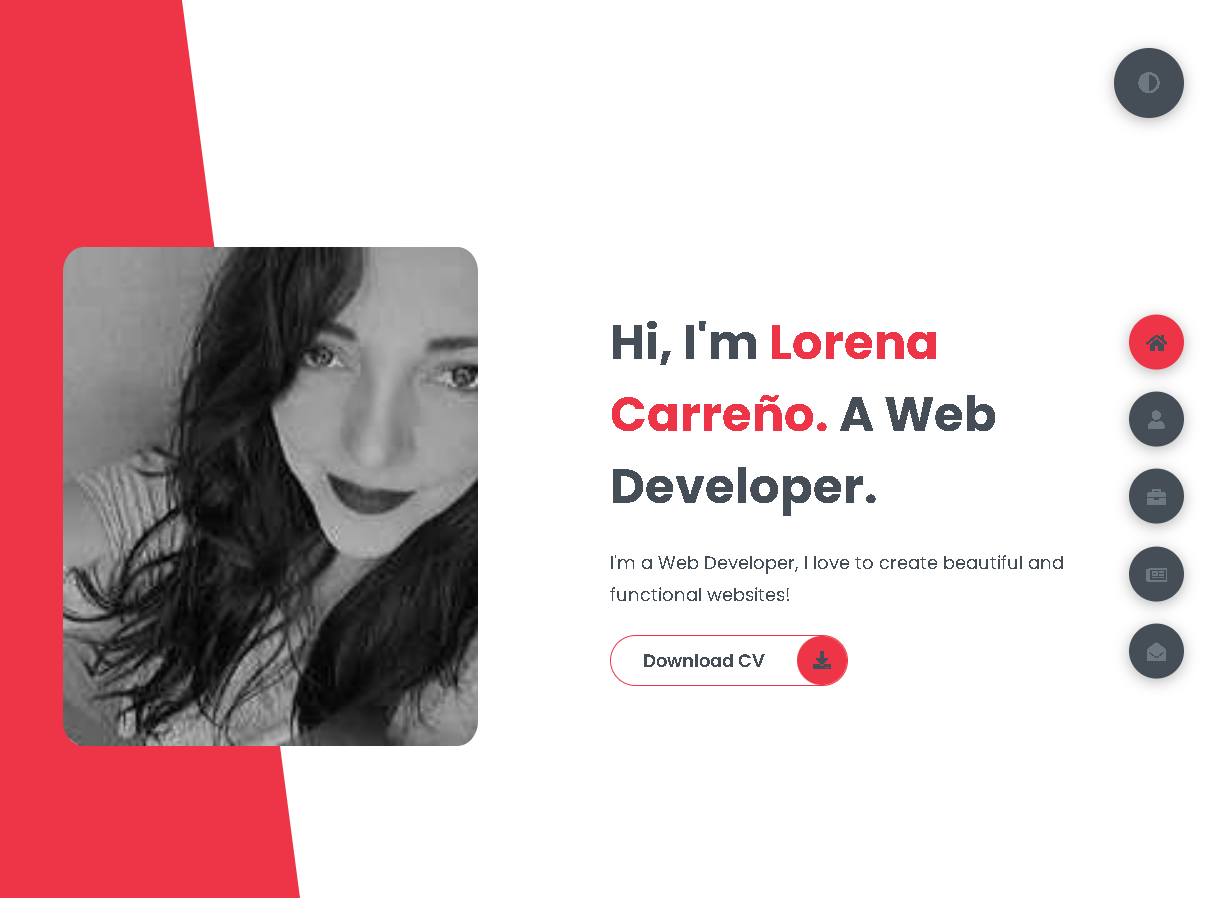 Hi, I'm Lorena
Carreño. A Web
Developer.
I'm a Web Developer, I love to create beautiful and
functional websites!
Download CV